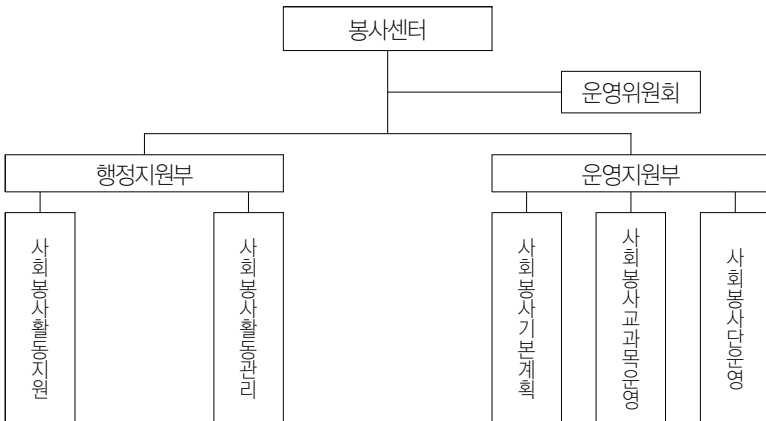 봉사센터
운영위원회
행정지원부
운영지원부
사회봉사활동지원
사회봉사활동관리
사회봉사기본계획
사회봉사교과목운영
사회봉사단운영